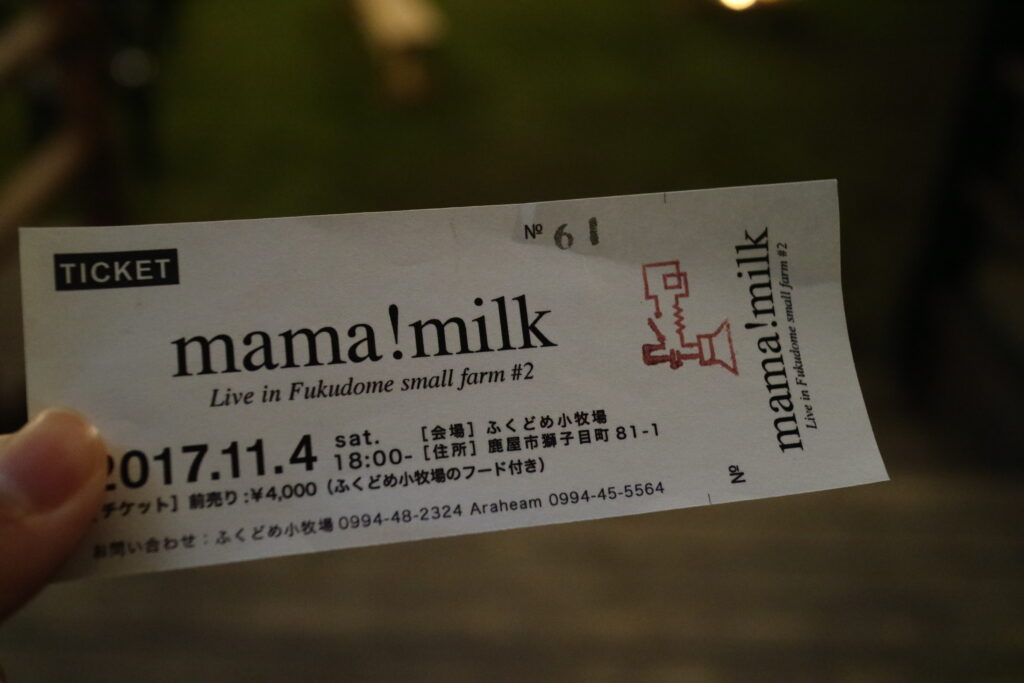 TICKET
№ 61
mama!milk
Live in Fukudome small farm #2
2017.11.4 sat. 18:00-
[会場] ふくどめ小牧場
[住所] 鹿屋市獅子目町 81-1
チケット] 前売り:¥4,000 (ふくどめ小牧場のフード付き)
お問い合わせ：ふくどめ小牧場 0994-48-2324 Araheam 0994-45-5564
mama!milk
Live in Fukudome small farm #2
№